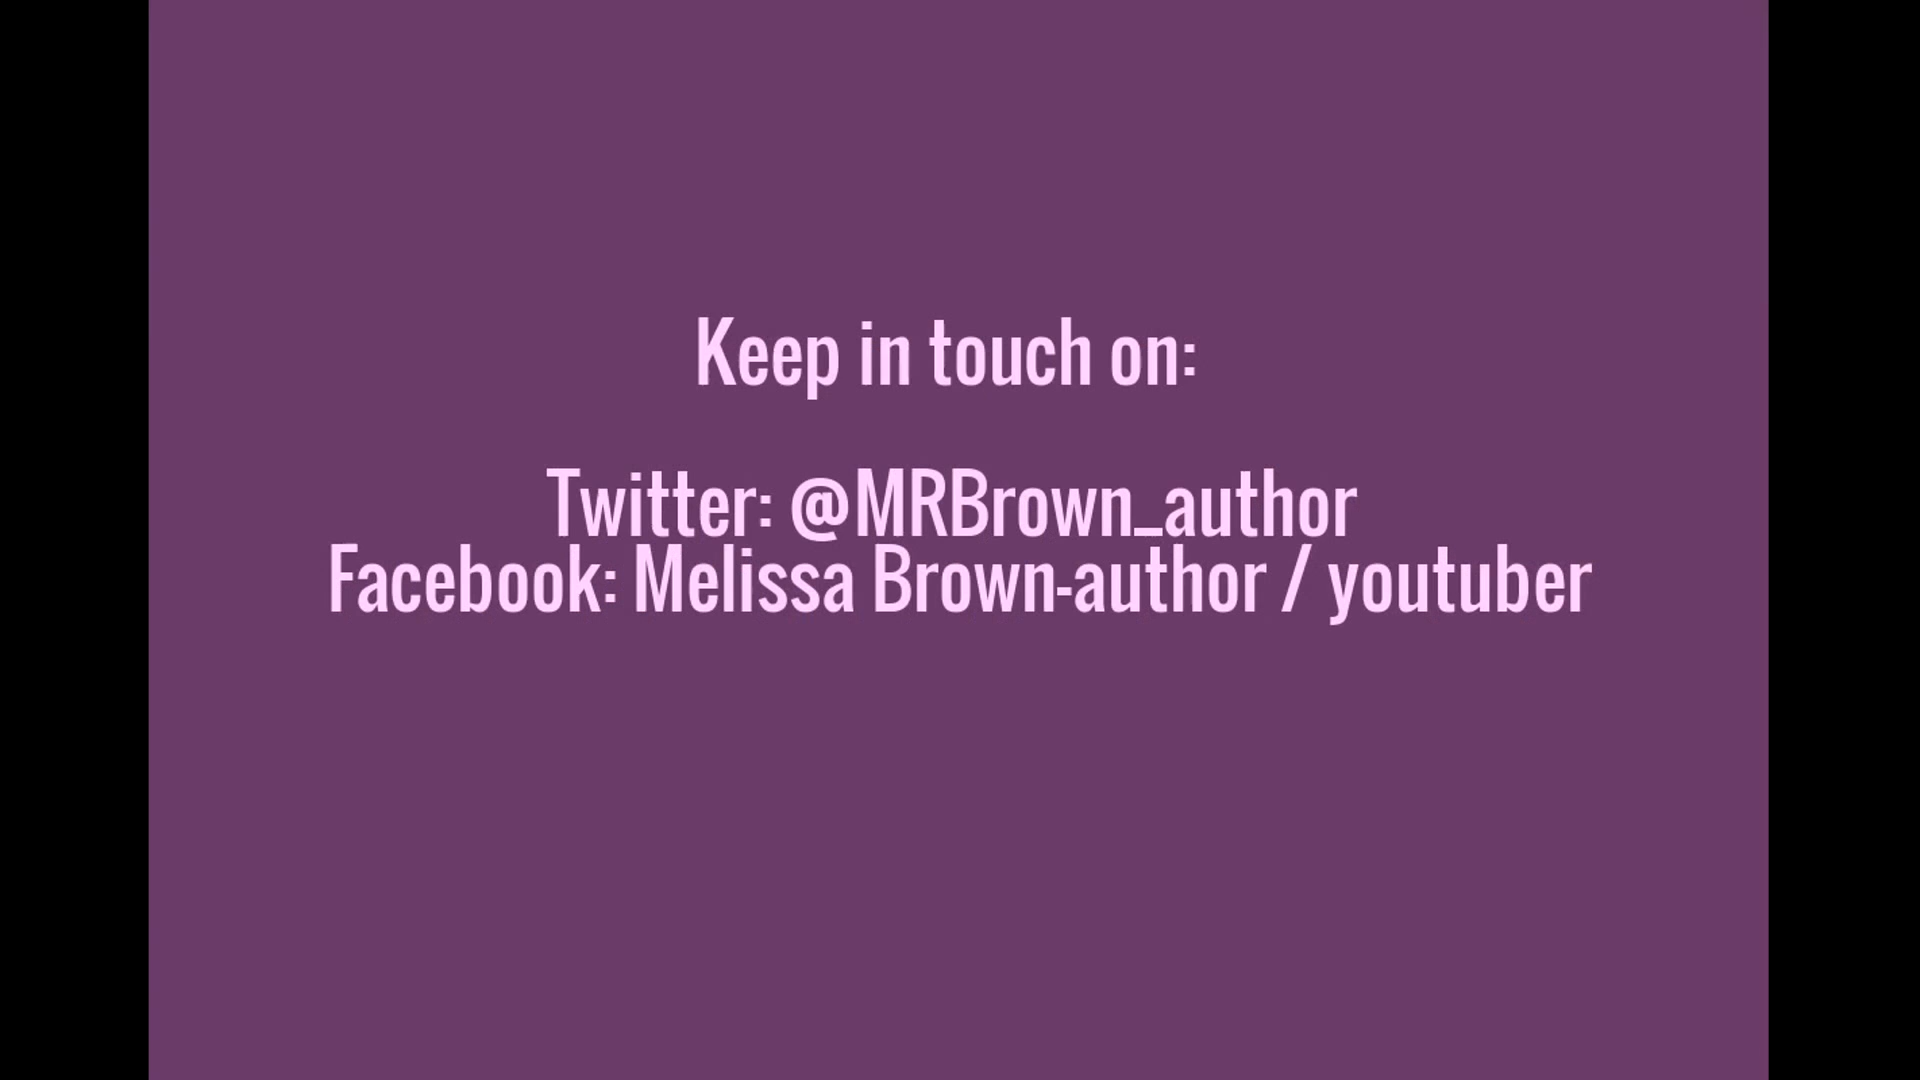 Keep in touch on:
Twitter: @MRBrown_author
Facebook: Melissa Brown-author / youtuber